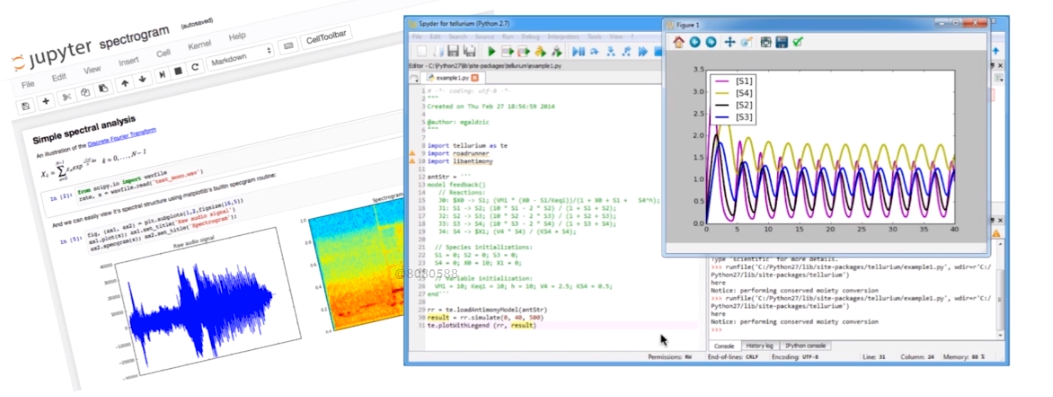 jupyter spectrogram (autosaved)
File Edit View Insert Cell Kernel Help
Markdown CellToolbar
Simple spectral analysis
An illustration of the Discrete Fourier Transform
In [2]: from scipy.io import wavfile
rate, x = wavfile.read('test_mono.wav')
And we can easily view it's spectral structure using matplotlib's builtin specgram routine:
In [5]: fig, (ax1, ax2) = plt.subplots(1,2,figsize(16,5))
ax1.plot(x); ax1.set_title('Raw audio signal')
ax2.specgram(x); ax2.set_title('Spectrogram');
Raw audio signal
Spectrogram
@8080588
Spyder for tellurium (Python 2.7)
File Edit Search Source Run Debug Interpreters Tools View
Editor - C:\Python27\lib\site-packages\tellurium\example1.py
example1.py
1 # -*- coding: utf-8 -*-
2 """
3 Created on Thu Feb 27 10:56:59 2014
4
5 @author: mgaldzic
6 """
7
8 import tellurium as te
9 import roadrunner
10 import libantimony
11
12 antStr = '''
13 model feedback()
14 // Reactions:
15 J0: $X0 -> S1; (VM1 * (X0 - S1/Keq1))/(1 + X0 + S1 + S4^h);
16 J1: S1 -> S2; (10 * S1 - 2 * S2) / (1 + S1 + S2);
17 J2: S2 -> S3; (10 * S2 - 2 * S3) / (1 + S2 + S3);
18 J3: S3 -> S4; (10 * S3 - 2 * S4) / (1 + S3 + S4);
19 J4: S4 -> $X1; (V4 * S4) / (KS4 + S4);
20
21 // Species initializations:
22 S1 = 0; S2 = 0; S3 = 0;
23 S4 = 0; X0 = 10; X1 = 0;
24
25 // Variable initialization:
26 VM1 = 10; Keq1 = 10; h = 10; V4 = 2.5; KS4 = 0.5;
27 end'''
28
29 rr = te.loadAntimonyModel(antStr)
30 result = rr.simulate(0, 40, 500)
31 te.plotWithLegend (rr, result)
Figure 1
[S1]
[S4]
[S2]
[S3]
3.5
3.0
2.5
2.0
1.5
1.0
0.5
0.0
0 5 10 15 20 25 30 35 40
Type "scientific" for more details.
>>> runfile('C:/Python27/lib/site-packages/tellurium/example1.py', wdir=r'C:/
Python27/lib/site-packages/tellurium')
here
Notice: performing conserved moiety conversion
>>> runfile('C:/Python27/lib/site-packages/tellurium/example1.py', wdir=r'C:/
Python27/lib/site-packages/tellurium')
here
Notice: performing conserved moiety conversion
>>>
Console History log IPython console
Permissions: RW End-of-lines: CRLF Encoding: UTF-8 Line: 31 Column: 24 Memory: 88 %